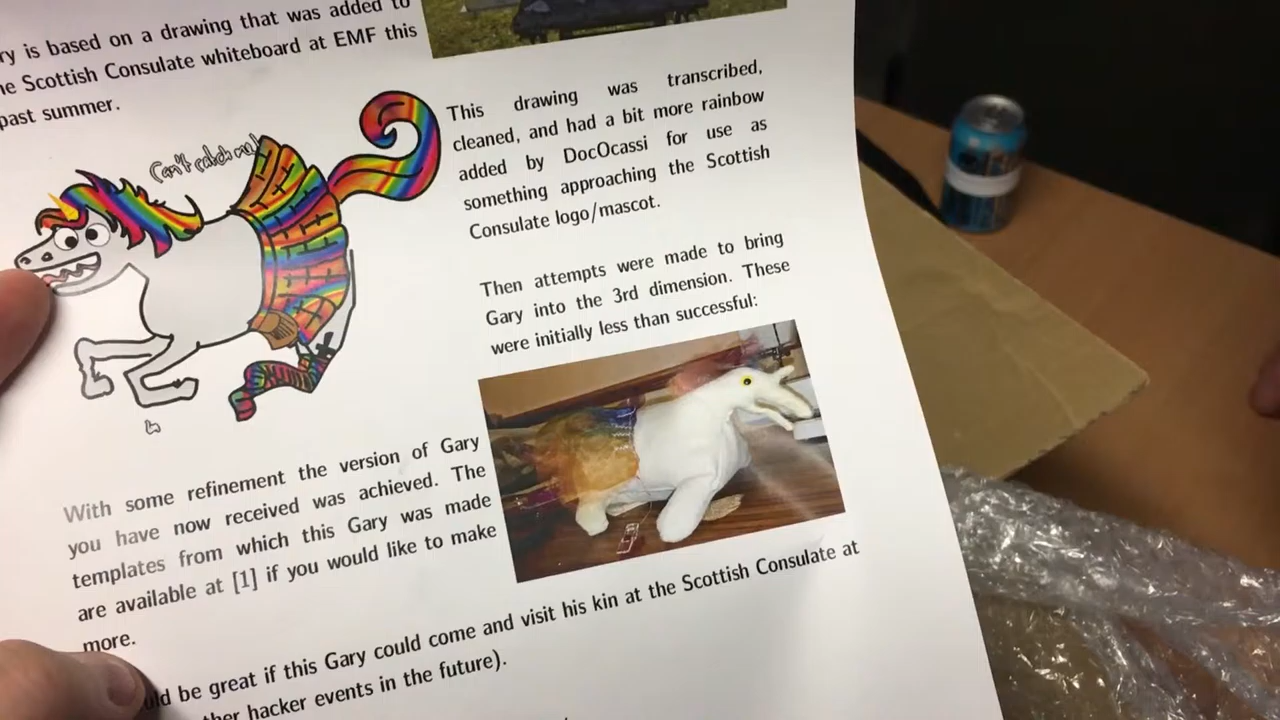 is based on a drawing that was added to
Scottish Consulate whiteboard at EMF this
past summer.
Can't catch me!
This drawing was transcribed,
cleaned, and had a bit more rainbow
added by DocOcassi for use as
something approaching the Scottish
Consulate logo/mascot.
Then attempts were made to bring
Gary into the 3rd dimension. These
were initially less than successful:
With some refinement the version of Gary
you have now received was achieved. The
templates from which this Gary was made
are available at [1] if you would like to make
more.
be great if this Gary could come and visit his kin at the Scottish Consulate at
hacker events in the future).